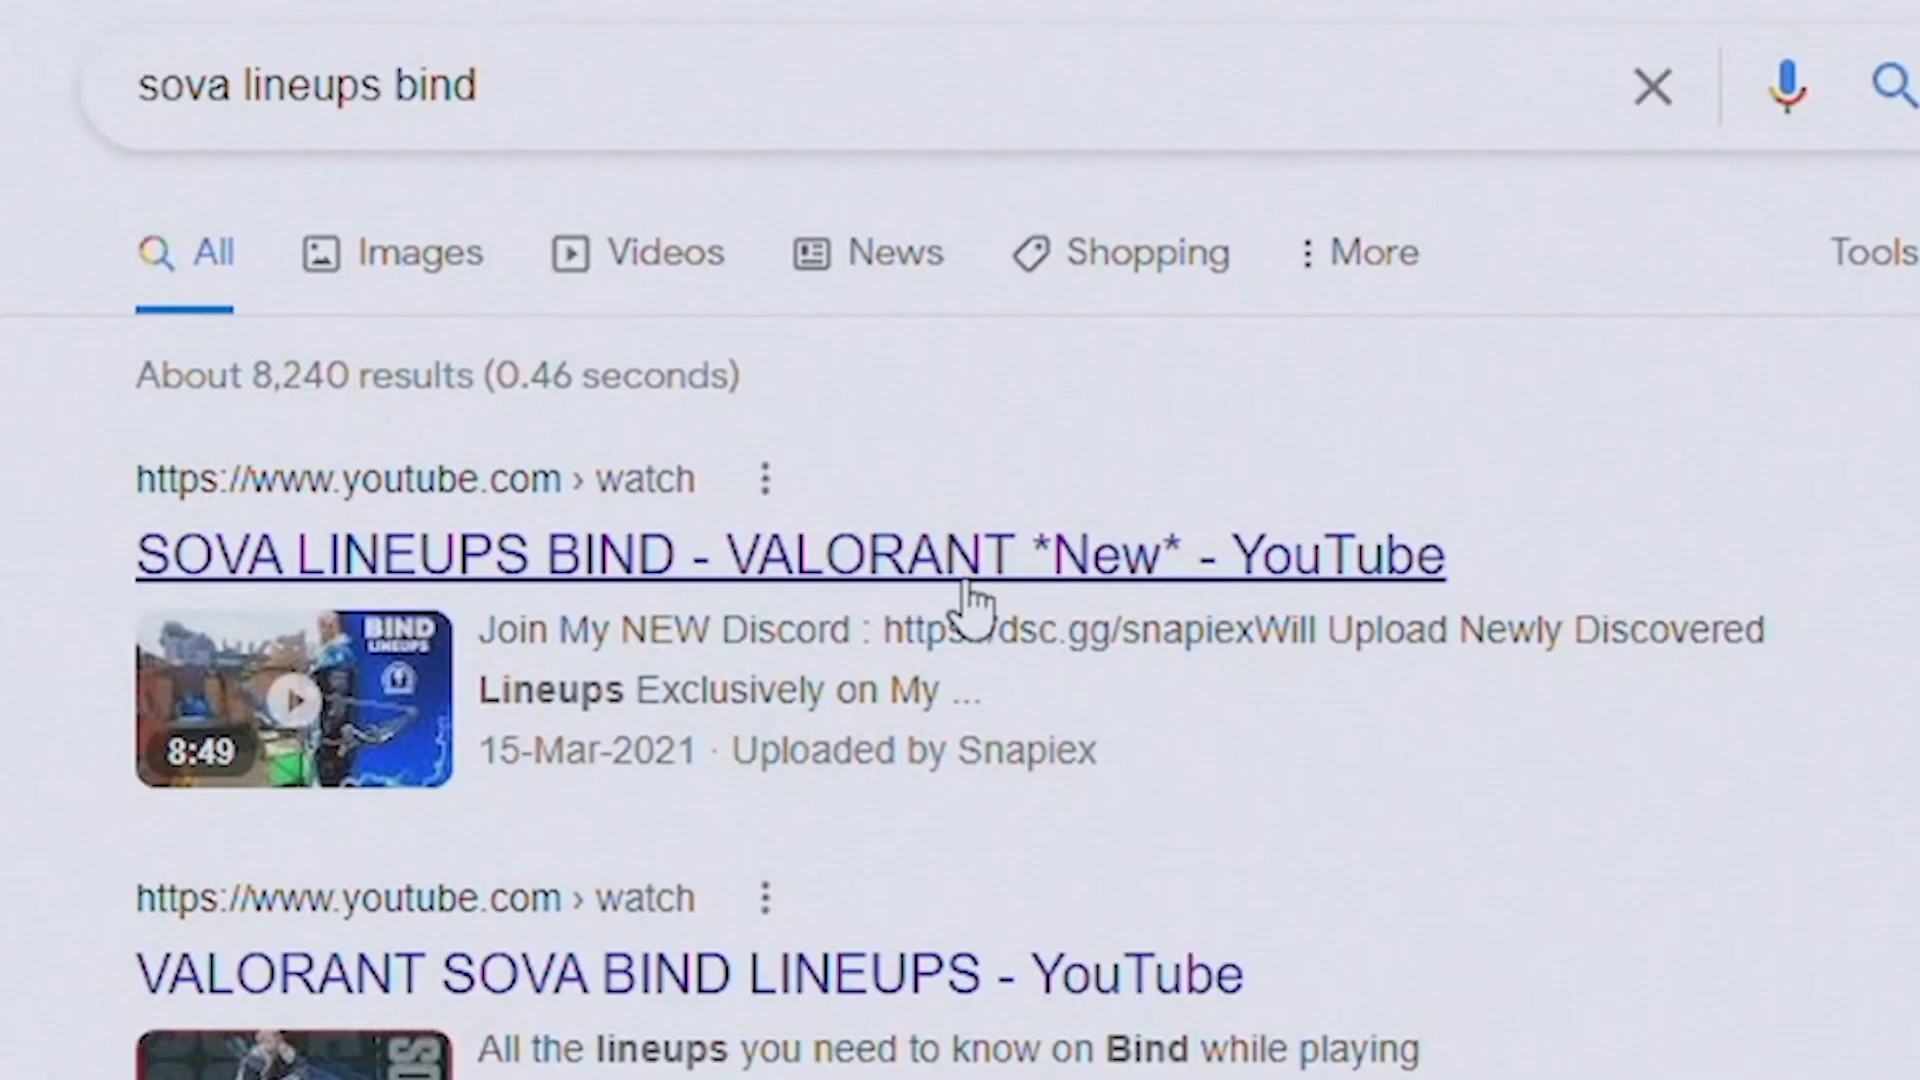 sova lineups bind
All Images Videos News Shopping More Tools
About 8,240 results (0.46 seconds)
https://www.youtube.com › watch
SOVA LINEUPS BIND - VALORANT *New* - YouTube
BIND
LINEUPS
8:49
Join My NEW Discord : https://dsc.gg/snapiexWill Upload Newly Discovered
Lineups Exclusively on My ...
15-Mar-2021 · Uploaded by Snapiex
https://www.youtube.com › watch
VALORANT SOVA BIND LINEUPS - YouTube
All the lineups you need to know on Bind while playing